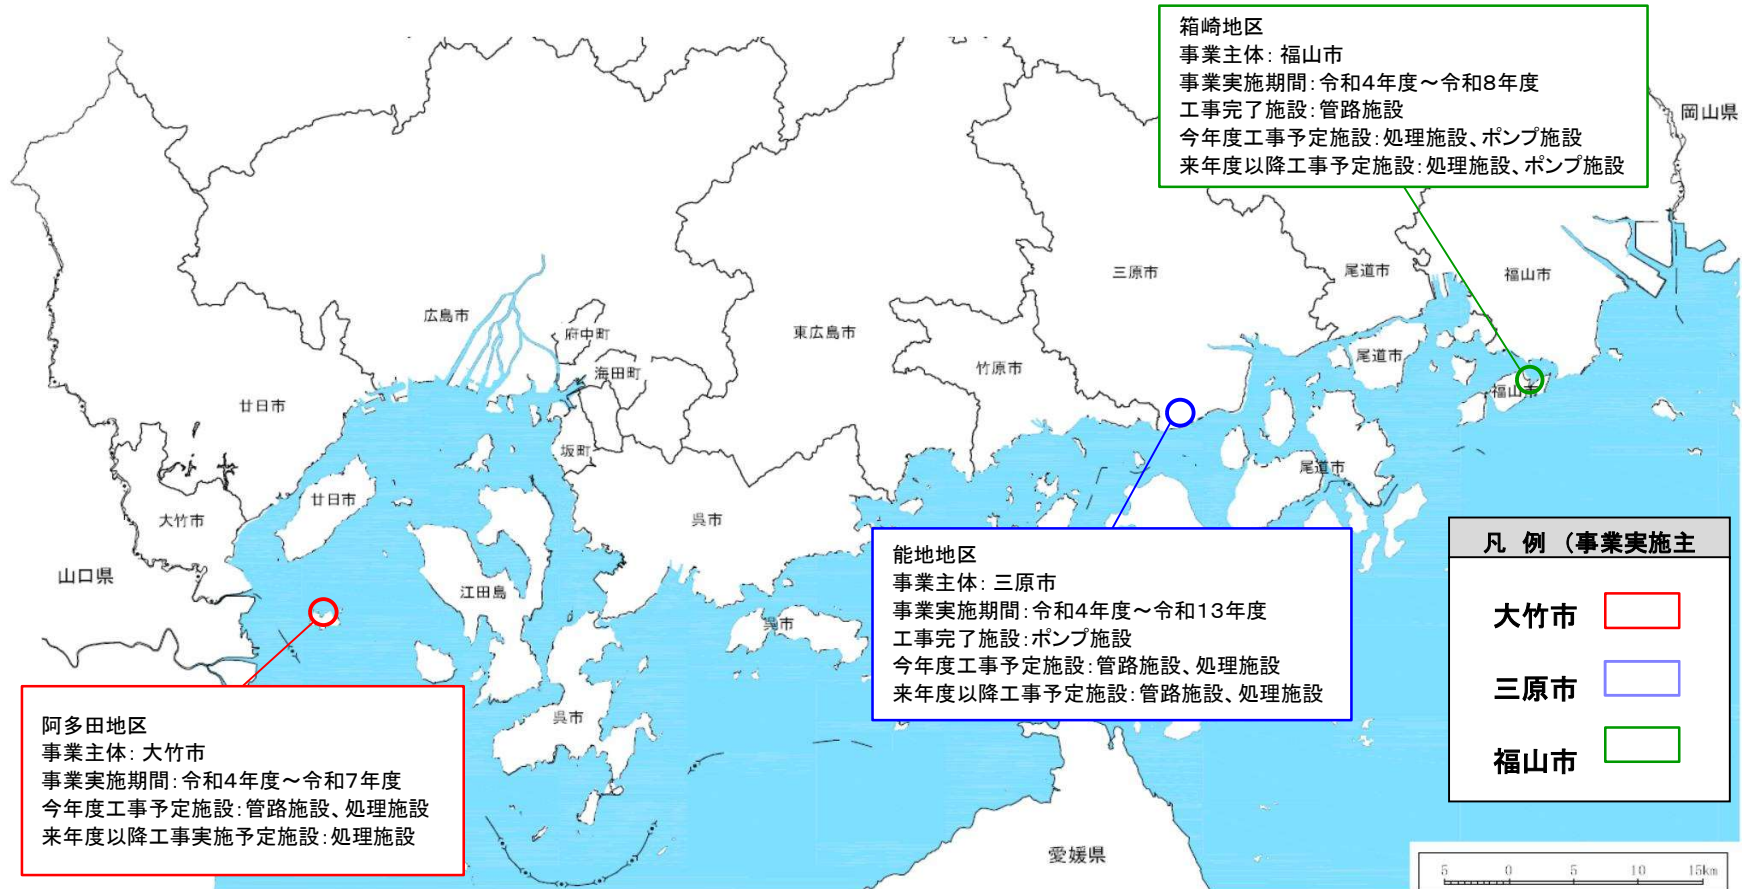 箱崎地区
事業主体：福山市
事業実施期間：令和4年度～令和8年度
工事完了施設：管路施設
今年度工事予定施設：処理施設、ポンプ施設
来年度以降工事予定施設：処理施設、ポンプ施設
岡山県
三原市
尾道市
福山市
広島市
府中町
東広島市
海田町
竹原市
尾道市
福山市
廿日市
坂町
尾道市
廿日市
大竹市
呉市
山口県
江田島
呉市
呉市
能地地区
事業主体：三原市
事業実施期間：令和4年度～令和13年度
工事完了施設：ポンプ施設
今年度工事予定施設：管路施設、処理施設
来年度以降工事予定施設：管路施設、処理施設
凡 例 （事業実施主
大竹市
三原市
福山市
阿多田地区
事業主体：大竹市
事業実施期間：令和4年度～令和7年度
今年度工事予定施設：管路施設、処理施設
来年度以降工事実施予定施設：処理施設
愛媛県
5 0 5 10 15km